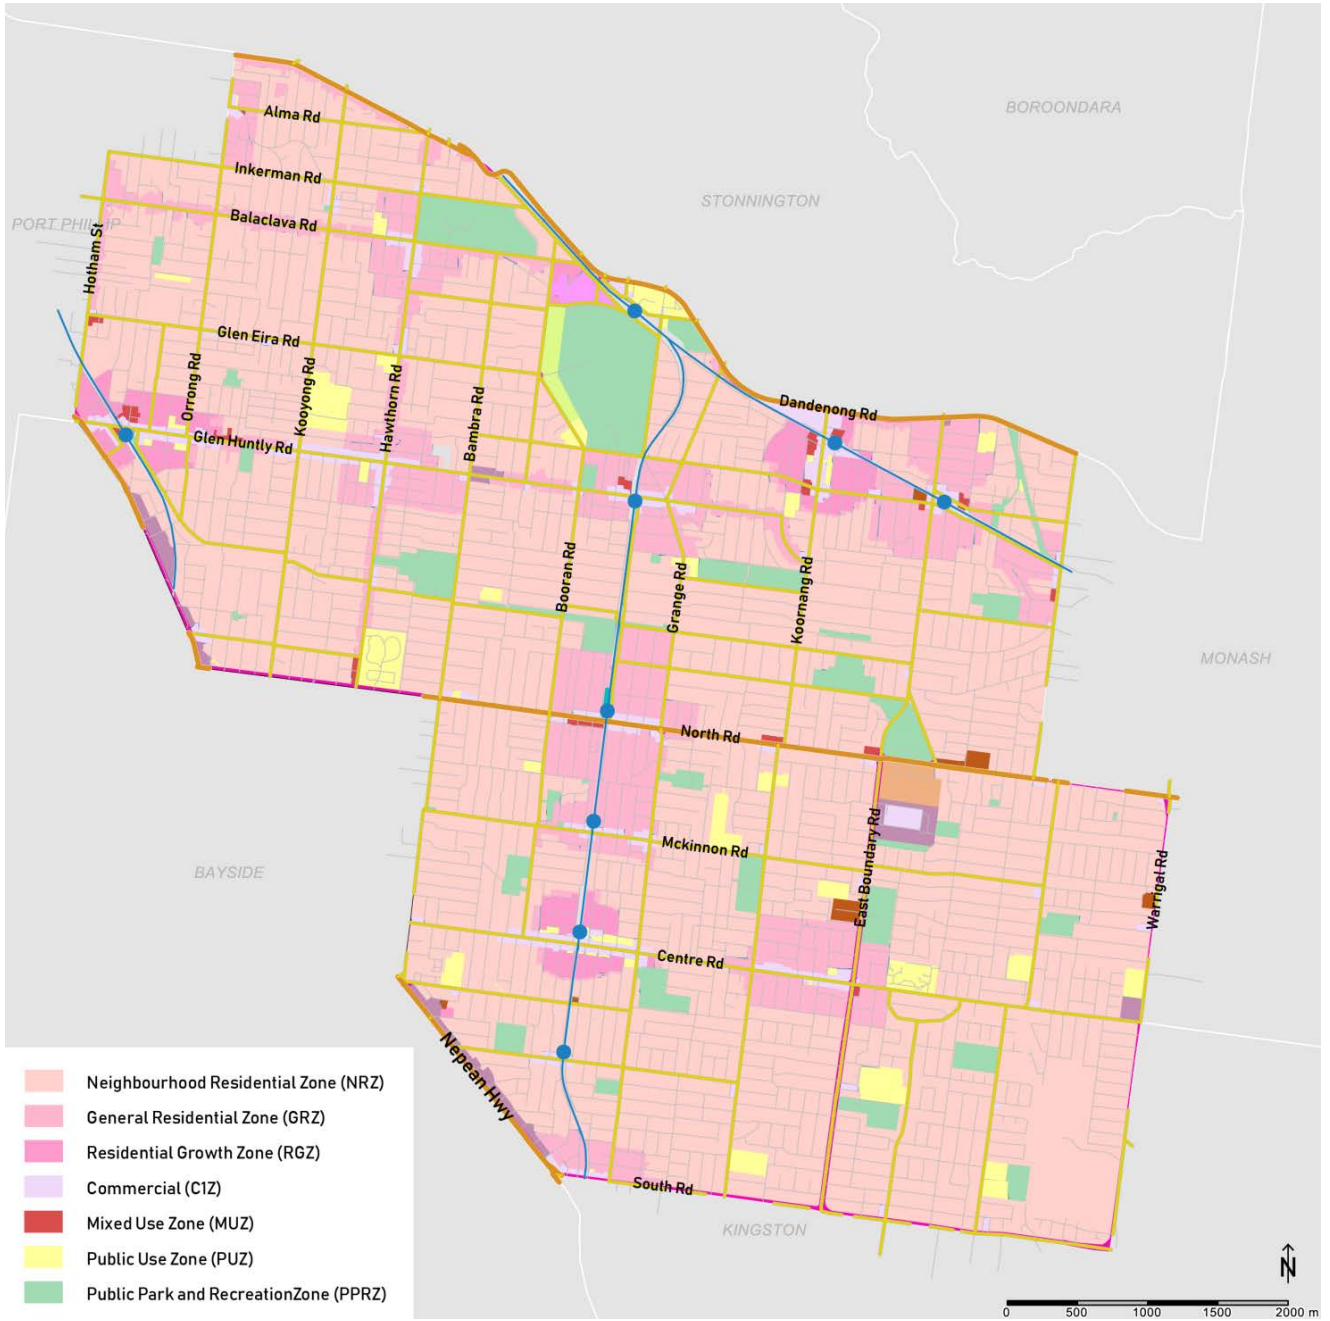 BOROONDARA
Alma Rd
Inkerman Rd
STONNINGTON
PORT PHILLIP
Balaclava Rd
Hotham St
Glen Eira Rd
Orrong Rd
Kooyong Rd
Hawthorn Rd
Bambra Rd
Dandenong Rd
Glen Huntly Rd
Booran Rd
Grange Rd
Koornang Rd
MONASH
North Rd
East Boundary Rd
Mckinnon Rd
BAYSIDE
Warrigal Rd
Centre Rd
Nepean Hwy
South Rd
KINGSTON
Neighbourhood Residential Zone (NRZ)
General Residential Zone (GRZ)
Residential Growth Zone (RGZ)
Commercial (C1Z)
Mixed Use Zone (MUZ)
Public Use Zone (PUZ)
Public Park and RecreationZone (PPRZ)
N
0 500 1000 1500 2000 m